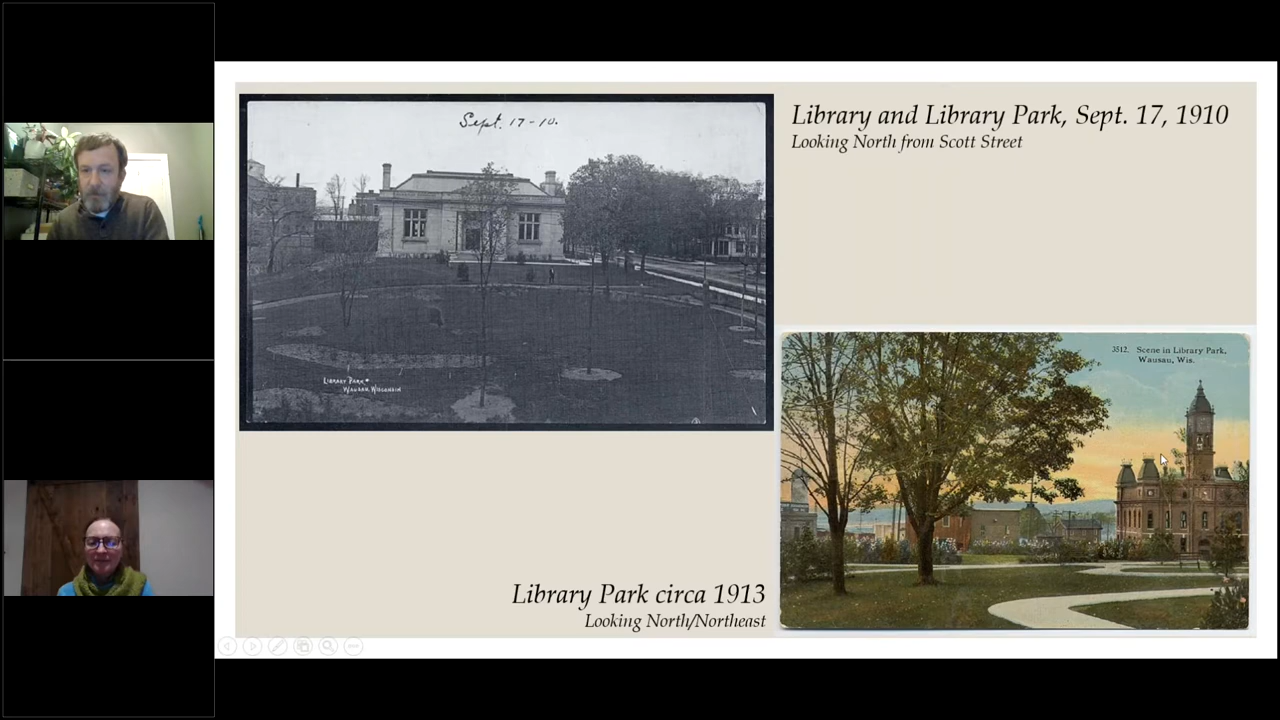 Sept. 17-10.
LIBRARY PARK
WAUSAU, WISCONSIN
Library and Library Park, Sept. 17, 1910
Looking North from Scott Street
3512. Scene in Library Park,
Wausau, Wis.
Library Park circa 1913
Looking North/Northeast